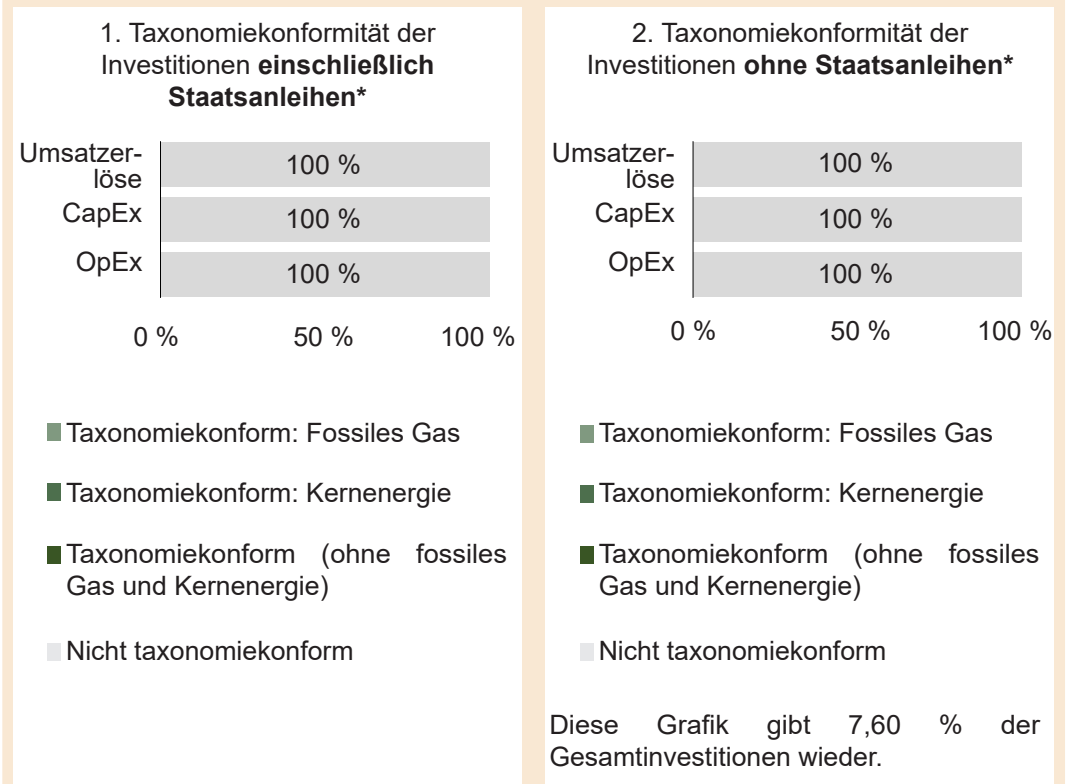 1. Taxonomiekonformität der
Investitionen einschließlich
Staatsanleihen*
Umsatzer-
löse
100 %
CapEx
100 %
OpEx
100 %
0 % 50 % 100 %
Taxonomiekonform: Fossiles Gas
Taxonomiekonform: Kernenergie
Taxonomiekonform (ohne fossiles
Gas und Kernenergie)
Nicht taxonomiekonform
2. Taxonomiekonformität der
Investitionen ohne Staatsanleihen*
Umsatzer-
löse
100 %
CapEx
100 %
OpEx
100 %
0 % 50 % 100 %
Taxonomiekonform: Fossiles Gas
Taxonomiekonform: Kernenergie
Taxonomiekonform (ohne fossiles
Gas und Kernenergie)
Nicht taxonomiekonform
Diese Grafik gibt 7,60 % der
Gesamtinvestitionen wieder.